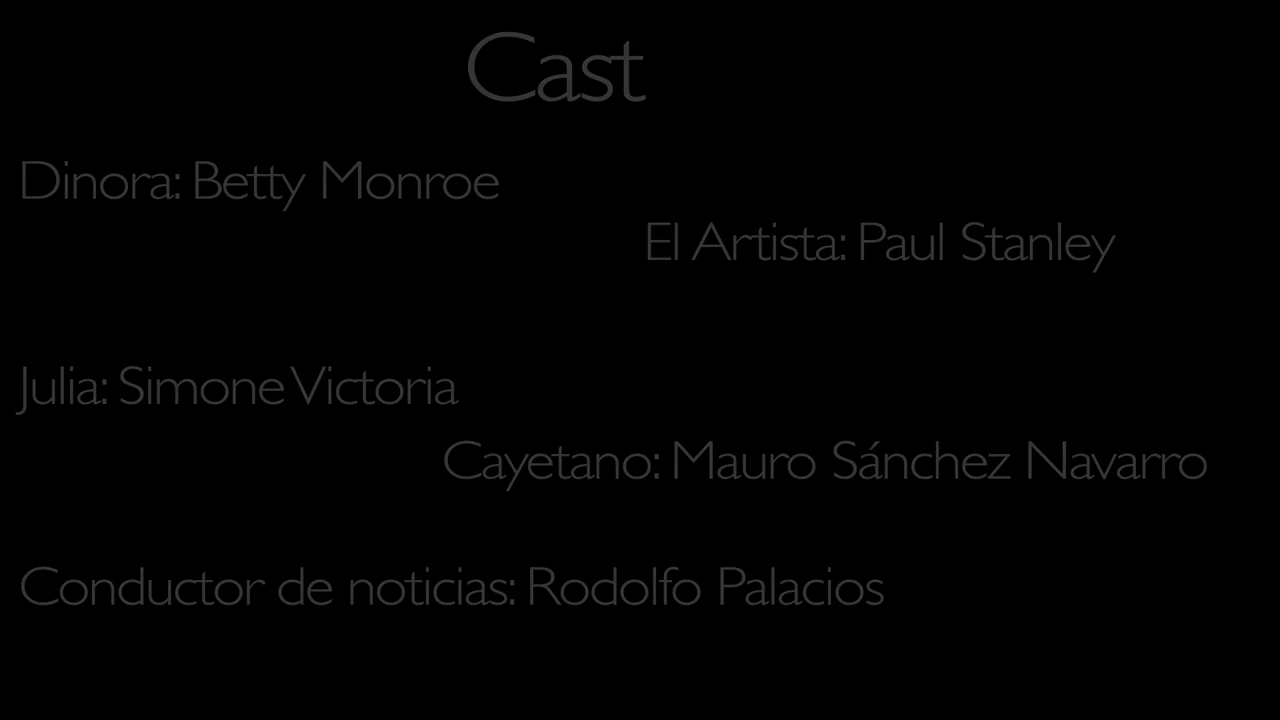 Cast
Dinora: Betty Monroe
El Artista: Paul Stanley
Julia: Simone Victoria
Cayetano: Mauro Sánchez Navarro
Conductor de noticias: Rodolfo Palacios